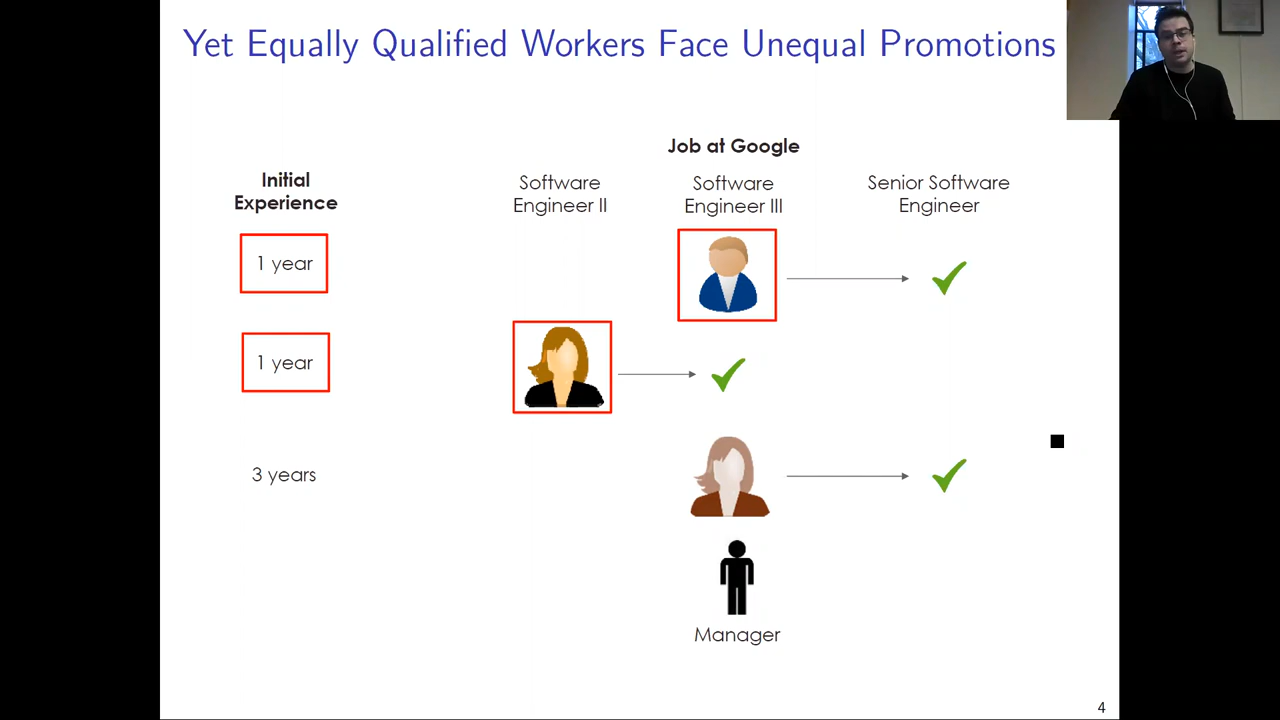 Yet Equally Qualified Workers Face Unequal Promotions
Job at Google
Initial
Experience
Software
Engineer II
Software
Engineer III
Senior Software
Engineer
1 year
1 year
3 years
Manager
4